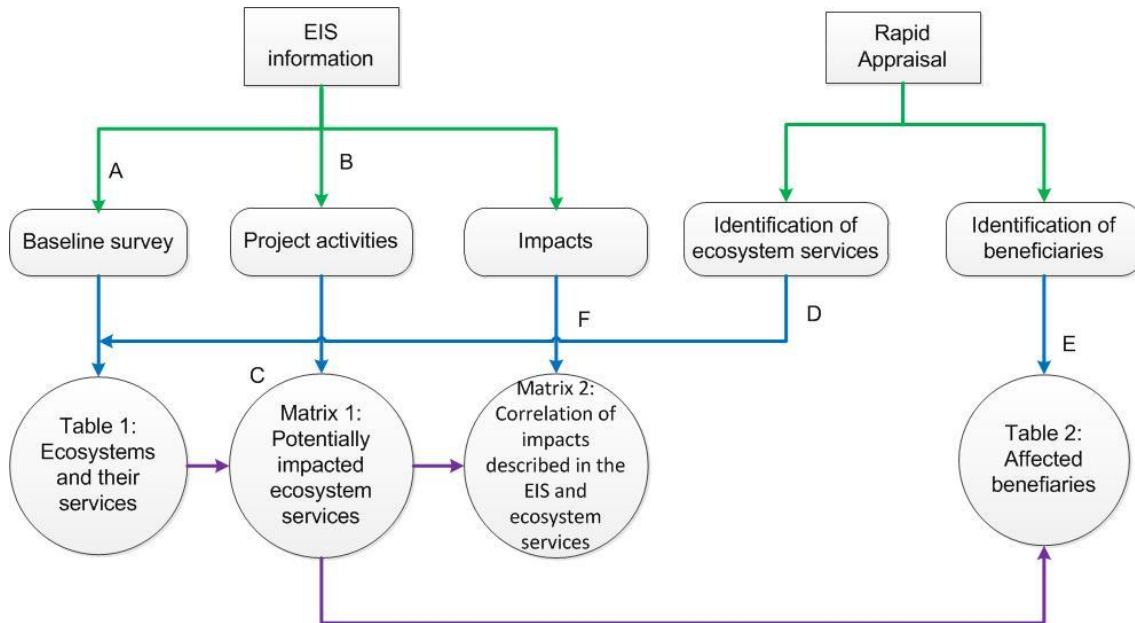 EIS
information
Rapid
Appraisal
A
B
Baseline survey
Project activities
Impacts
Identification of
ecosystem services
Identification of
beneficiaries
D
F
E
C
Table 1:
Ecosystems
and their
services
Matrix 1:
Potentially
impacted
ecosystem
services
Matrix 2:
Correlation of
impacts
described in the
EIS and
ecosystem
services
Table 2:
Affected
benefiaries